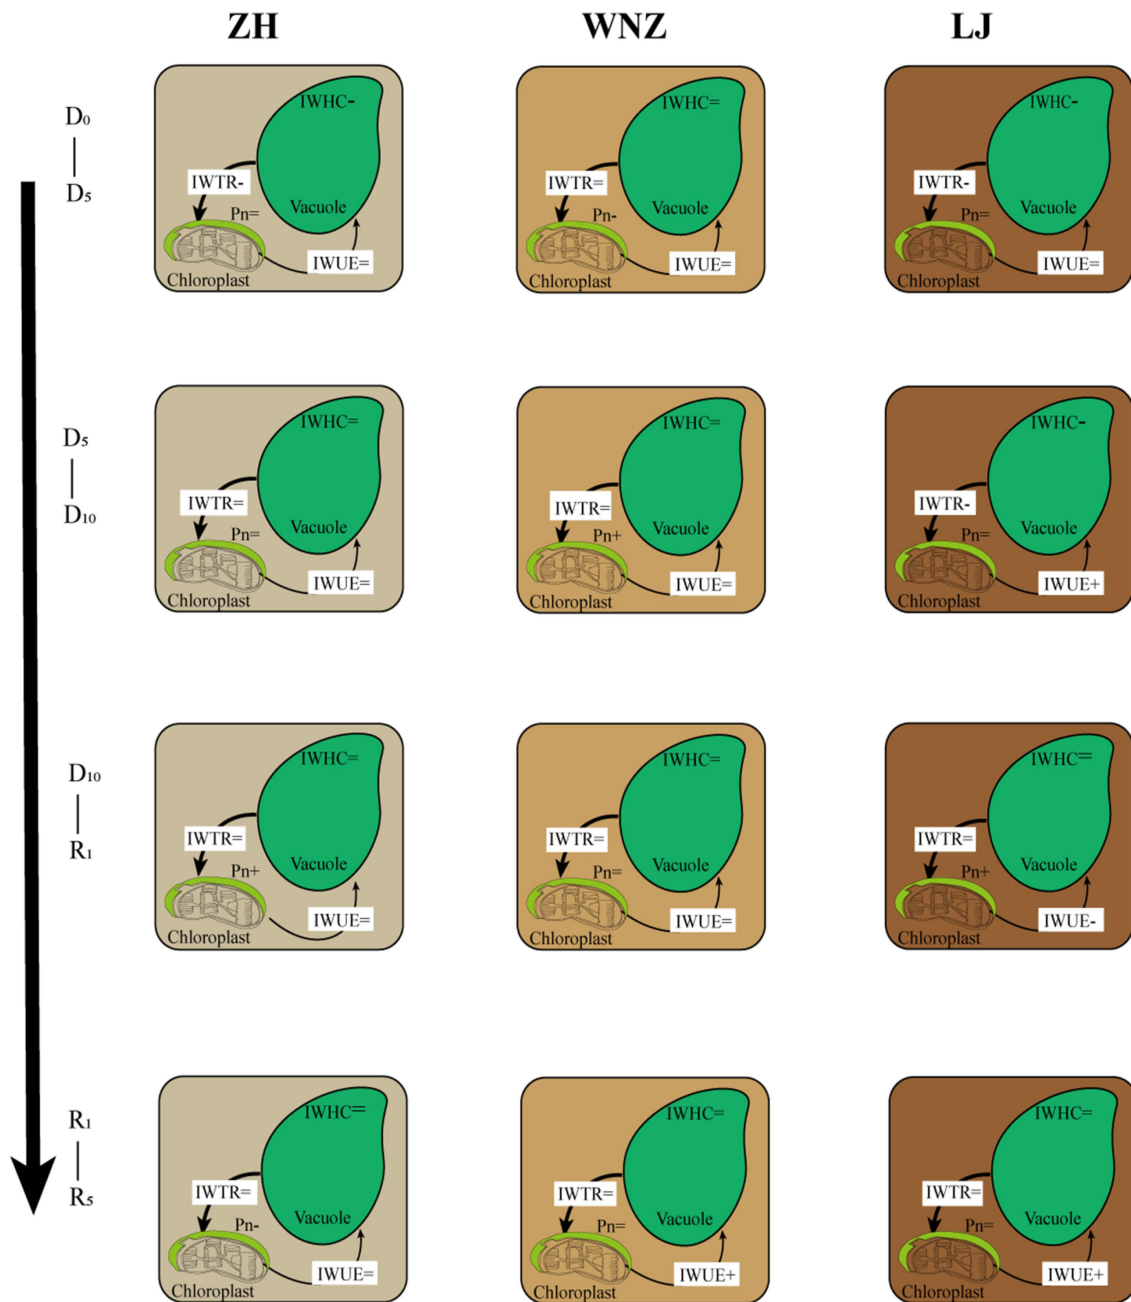 ZH WNZ LJ
D₀
D₅
IWHC-
IWTR-
Pn=
Vacuole
IWUE=
Chloroplast
IWHC=
IWTR=
Pn-
Vacuole
IWUE=
Chloroplast
IWHC-
IWTR-
Pn=
Vacuole
IWUE=
Chloroplast
D₅
D₁₀
IWHC=
IWTR=
Pn=
Vacuole
IWUE=
Chloroplast
IWHC=
IWTR=
Pn+
Vacuole
IWUE=
Chloroplast
IWHC-
IWTR-
Pn=
Vacuole
IWUE+
Chloroplast
D₁₀
R₁
IWHC=
IWTR=
Pn+
Vacuole
IWUE=
Chloroplast
IWHC=
IWTR=
Pn=
Vacuole
IWUE=
Chloroplast
IWHC=
IWTR=
Pn+
Vacuole
IWUE-
Chloroplast
R₁
R₅
IWHC=
IWTR=
Pn-
Vacuole
IWUE=
Chloroplast
IWHC=
IWTR=
Pn=
Vacuole
IWUE+
Chloroplast
IWHC=
IWTR=
Pn=
Vacuole
IWUE+
Chloroplast